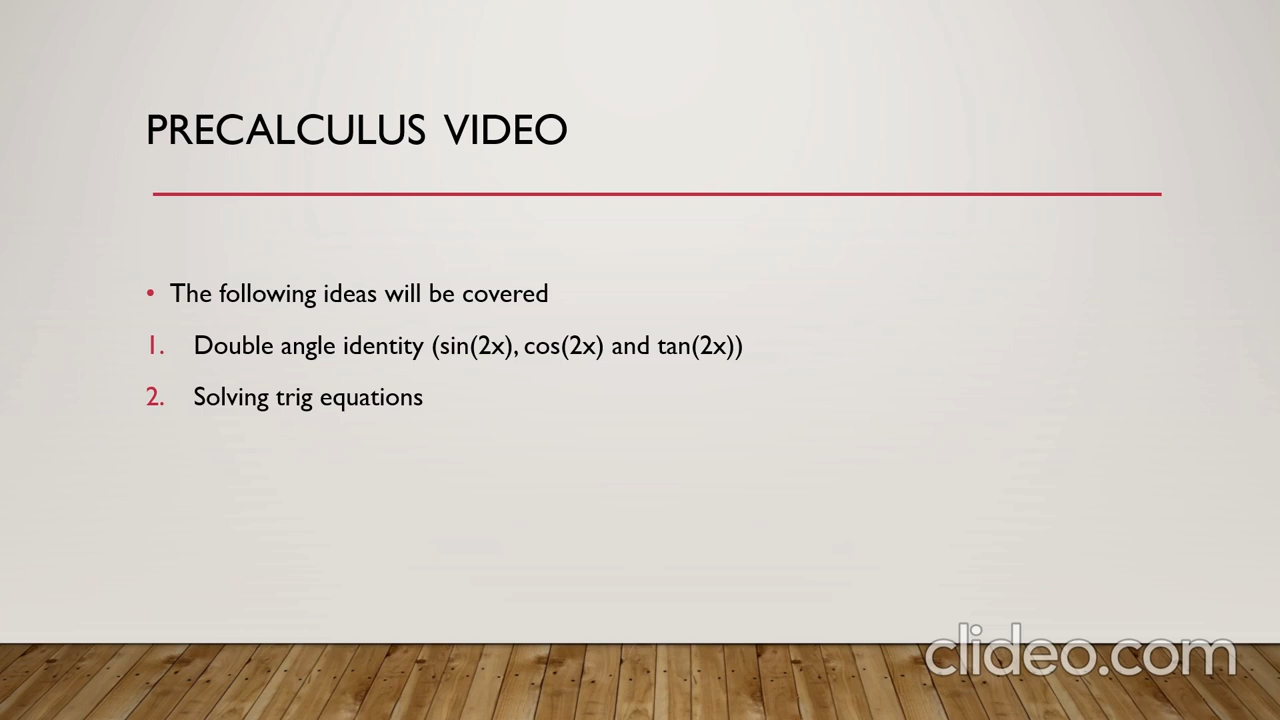 PRECALCULUS VIDEO
• The following ideas will be covered
1. Double angle identity (sin(2x), cos(2x) and tan(2x))
2. Solving trig equations
clideo.com